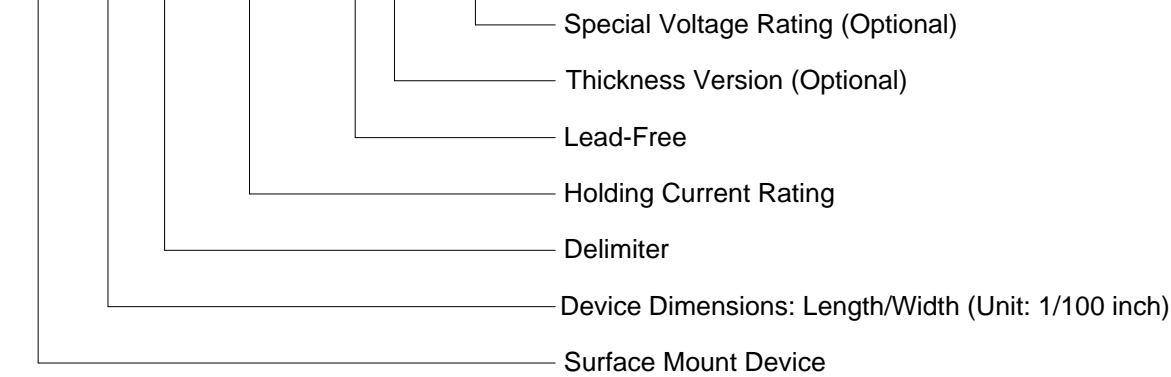 Special Voltage Rating (Optional)
Thickness Version (Optional)
Lead-Free
Holding Current Rating
Delimiter
Device Dimensions: Length/Width (Unit: 1/100 inch)
Surface Mount Device